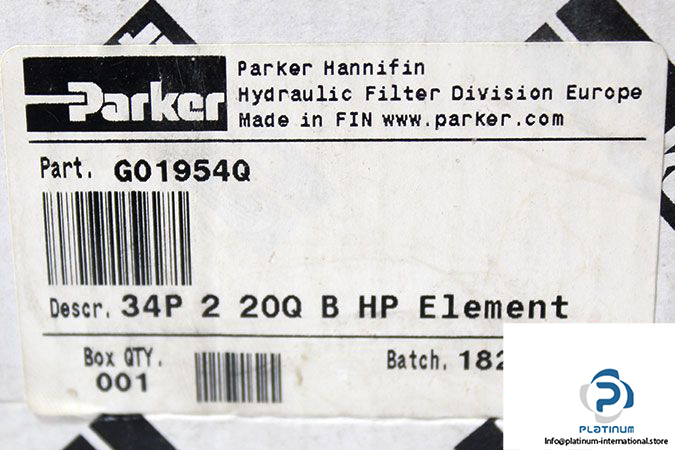 Parker
Parker Hannifin
Hydraulic Filter Division Europe
Made in FIN www.parker.com
Part. G01954Q
Descr. 34P 2 20Q B HP Element
Box QTY.
001
Batch. 182
PLATINUM
Info@platinum-international.store